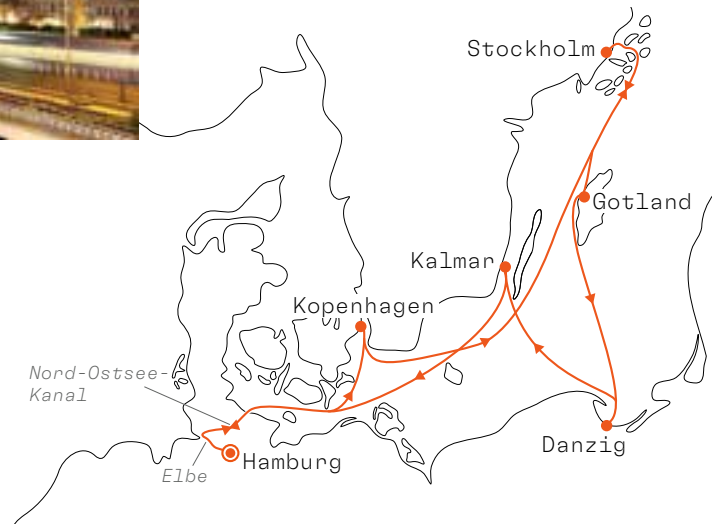 Stockholm
Gotland
Kalmar
Kopenhagen
Nord-Ostsee-
Kanal
Danzig
Hamburg
Elbe